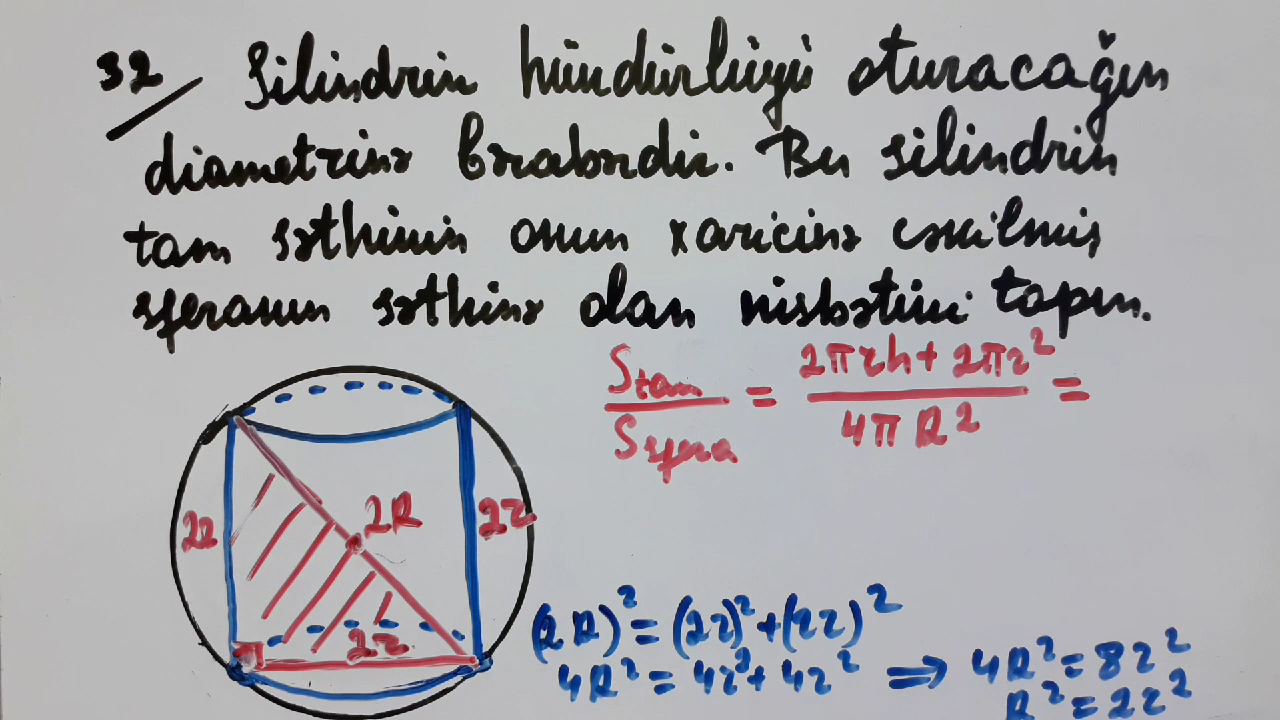 32/ Silindrin hündürlüyü oturacağın
diametrinə bərabərdir. Bu silindrin
tam səthinin onun xaricinə çəkilmiş
sferanın səthinə olan nisbətini tapın.
S tam / S sfera = (2πrh + 2πr²) / (4πR²) =
2r
2R
2r
2r
(2R)² = (2r)² + (2r)²
4R² = 4r² + 4r² ⇒ 4R² = 8r²
R² = 2r²